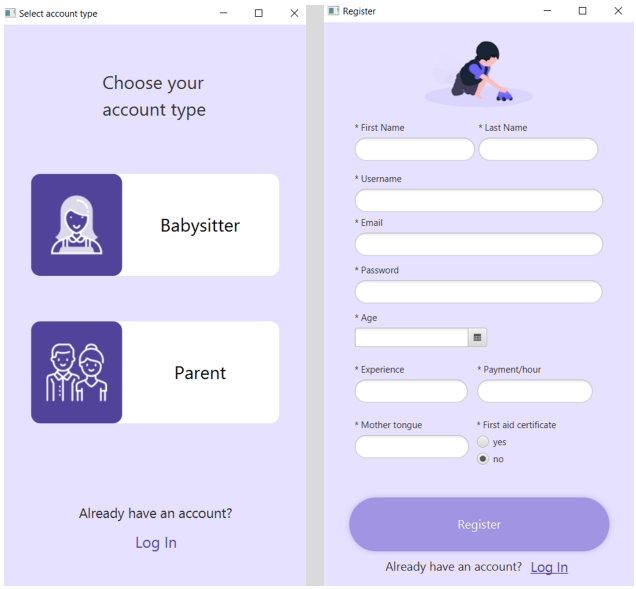 Select account type
Choose your
account type
Babysitter
Parent
Already have an account?
Log In
Register
* First Name
* Last Name
* Username
* Email
* Password
* Age
* Experience
* Payment/hour
* Mother tongue
* First aid certificate
yes
no
Register
Already have an account? Log In